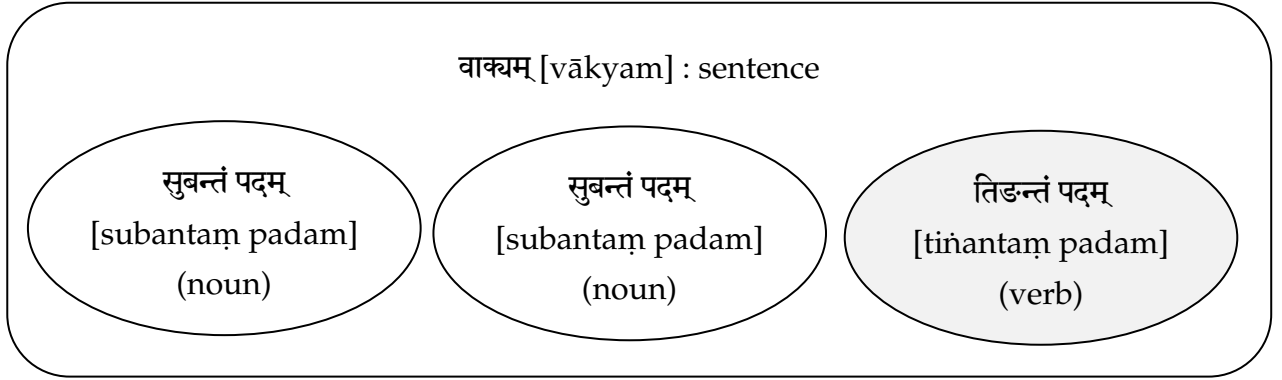 वाक्यम् [vākyam] : sentence
सुबन्तं पदम्
[subantaṃ padam]
(noun)
सुबन्तं पदम्
[subantaṃ padam]
(noun)
तिङन्तं पदम्
[tiṅantaṃ padam]
(verb)